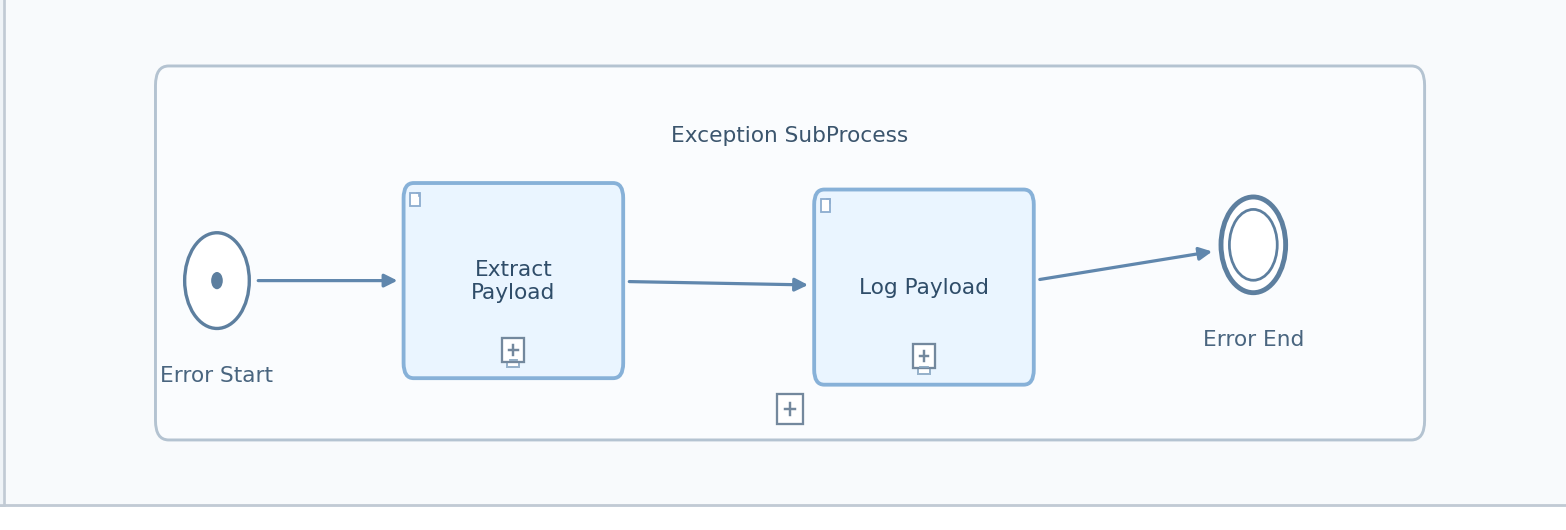 Exception SubProcess
Extract
Payload
Log Payload
Error Start
Error End